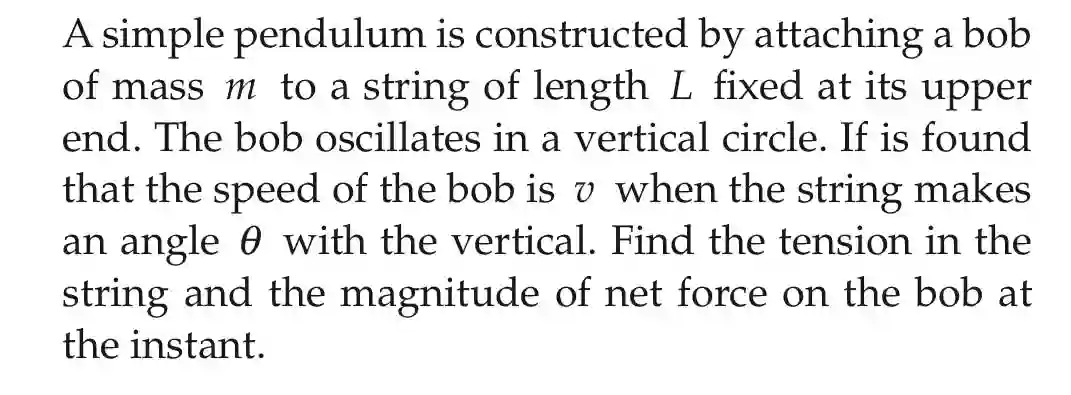 A simple pendulum is constructed by attaching a bob
of mass m to a string of length L fixed at its upper
end. The bob oscillates in a vertical circle. If is found
that the speed of the bob is v when the string makes
an angle θ with the vertical. Find the tension in the
string and the magnitude of net force on the bob at
the instant.